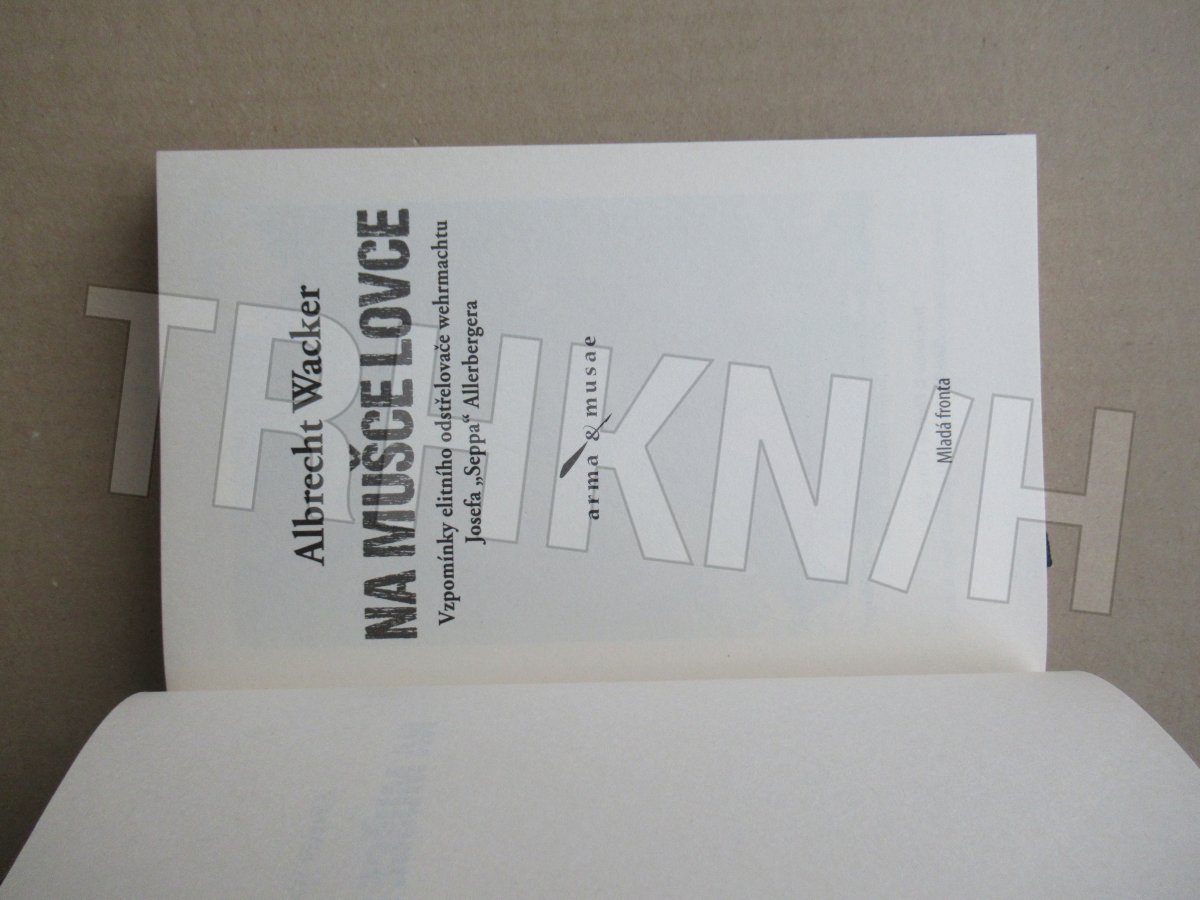 Albrecht Wacker
NA MUŠCE LOVCE
Vzpomínky elitního odstřelovače wehrmachtu
Josefa „Seppa“ Allerbergera
arma & musae
Mladá fronta
TRHKNIH